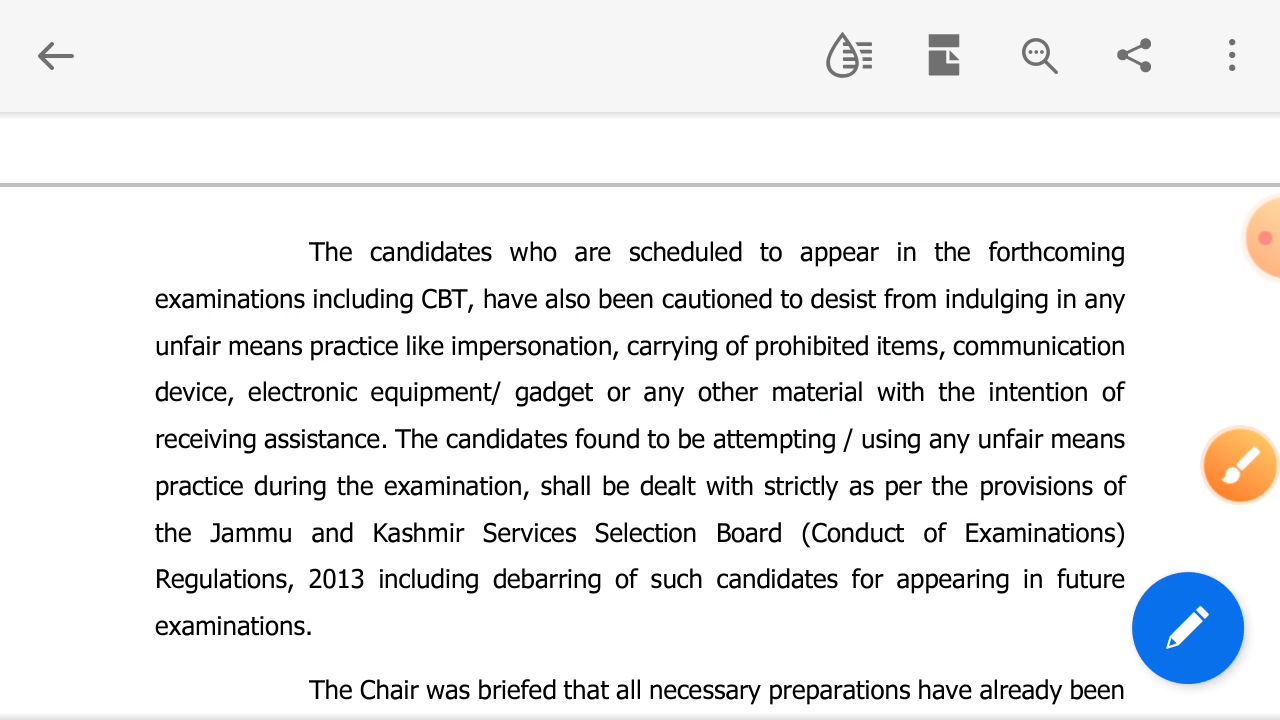 The candidates who are scheduled to appear in the forthcoming
examinations including CBT, have also been cautioned to desist from indulging in any
unfair means practice like impersonation, carrying of prohibited items, communication
device, electronic equipment/ gadget or any other material with the intention of
receiving assistance. The candidates found to be attempting / using any unfair means
practice during the examination, shall be dealt with strictly as per the provisions of
the Jammu and Kashmir Services Selection Board (Conduct of Examinations)
Regulations, 2013 including debarring of such candidates for appearing in future
examinations.
The Chair was briefed that all necessary preparations have already been